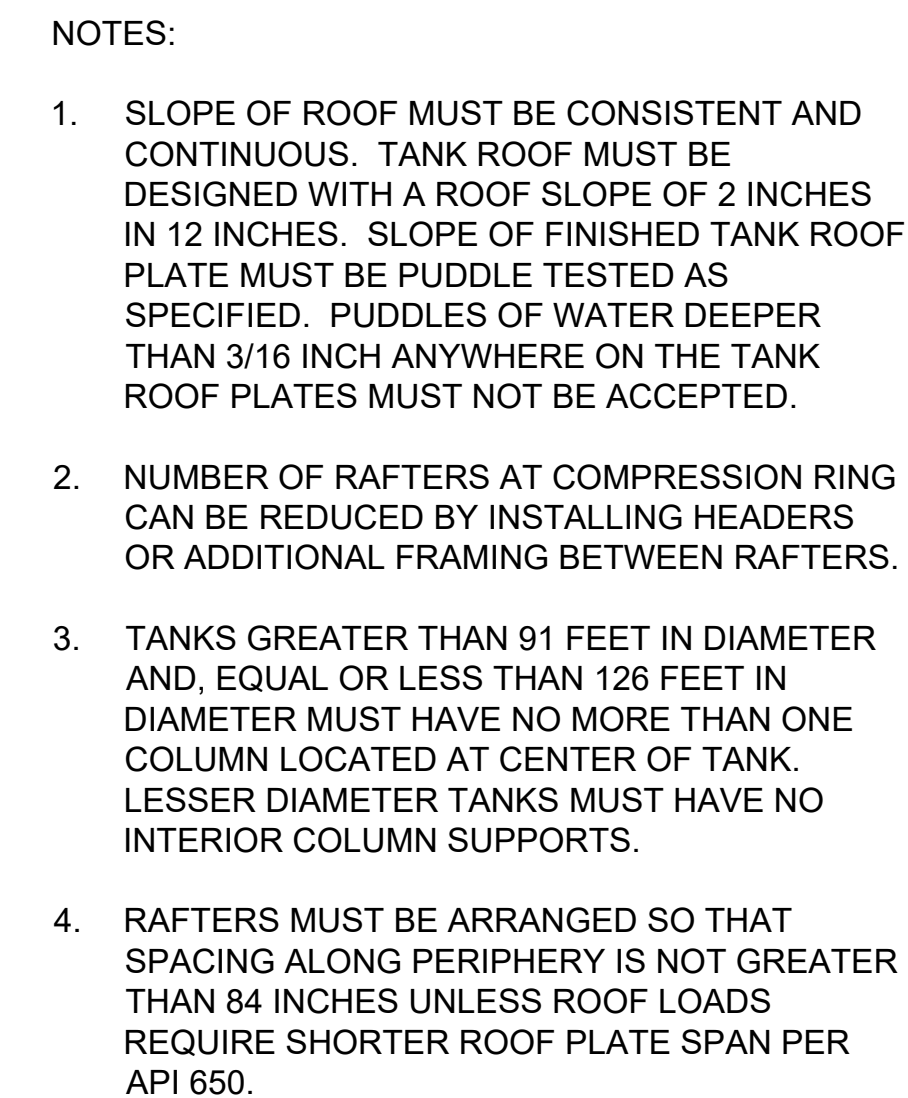 NOTES:
1. SLOPE OF ROOF MUST BE CONSISTENT AND
CONTINUOUS. TANK ROOF MUST BE
DESIGNED WITH A ROOF SLOPE OF 2 INCHES
IN 12 INCHES. SLOPE OF FINISHED TANK ROOF
PLATE MUST BE PUDDLE TESTED AS
SPECIFIED. PUDDLES OF WATER DEEPER
THAN 3/16 INCH ANYWHERE ON THE TANK
ROOF PLATES MUST NOT BE ACCEPTED.
2. NUMBER OF RAFTERS AT COMPRESSION RING
CAN BE REDUCED BY INSTALLING HEADERS
OR ADDITIONAL FRAMING BETWEEN RAFTERS.
3. TANKS GREATER THAN 91 FEET IN DIAMETER
AND, EQUAL OR LESS THAN 126 FEET IN
DIAMETER MUST HAVE NO MORE THAN ONE
COLUMN LOCATED AT CENTER OF TANK.
LESSER DIAMETER TANKS MUST HAVE NO
INTERIOR COLUMN SUPPORTS.
4. RAFTERS MUST BE ARRANGED SO THAT
SPACING ALONG PERIPHERY IS NOT GREATER
THAN 84 INCHES UNLESS ROOF LOADS
REQUIRE SHORTER ROOF PLATE SPAN PER
API 650.